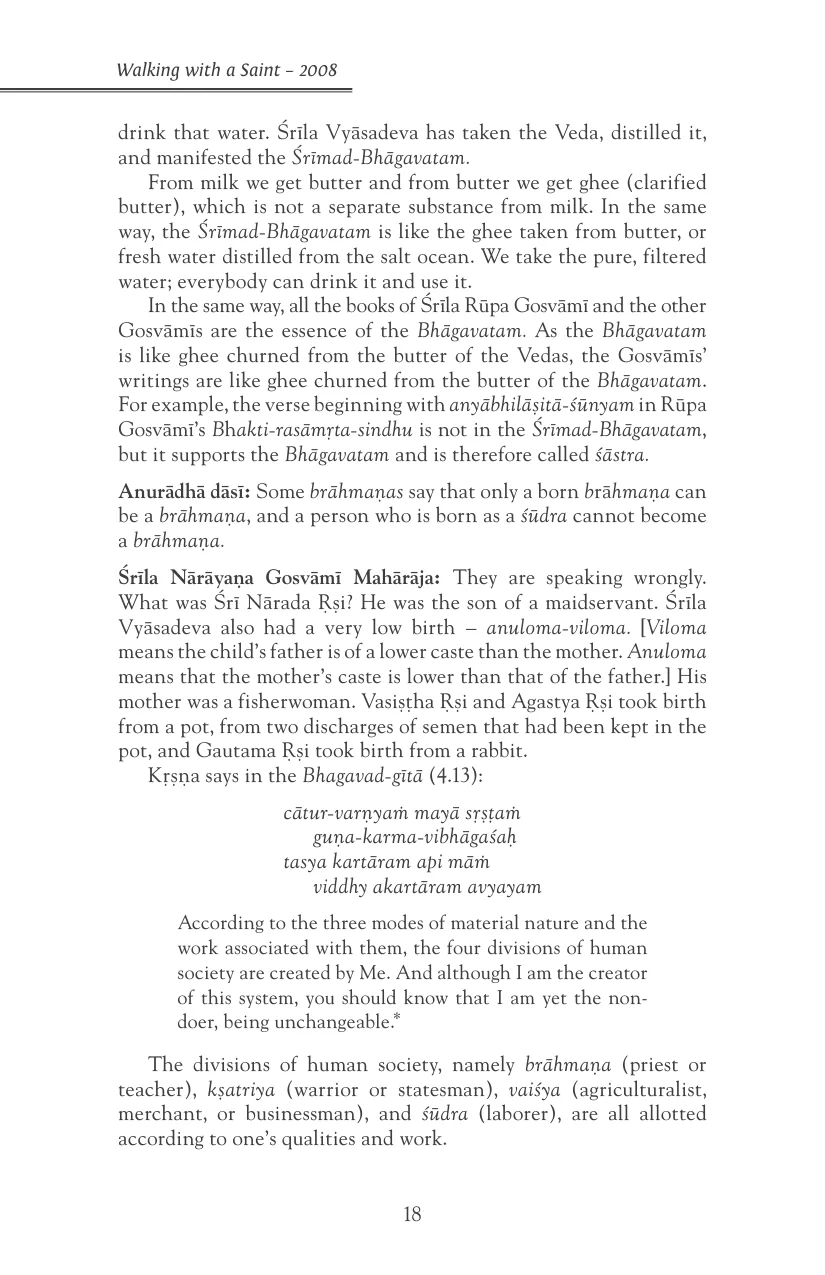 Walking with a Saint – 2008
drink that water. Śrīla Vyāsadeva has taken the Veda, distilled it,
and manifested the Śrīmad-Bhāgavatam.
From milk we get butter and from butter we get ghee (clarified
butter), which is not a separate substance from milk. In the same
way, the Śrīmad-Bhāgavatam is like the ghee taken from butter, or
fresh water distilled from the salt ocean. We take the pure, filtered
water; everybody can drink it and use it.
In the same way, all the books of Śrīla Rūpa Gosvāmī and the other
Gosvāmīs are the essence of the Bhāgavatam. As the Bhāgavatam
is like ghee churned from the butter of the Vedas, the Gosvāmīs’
writings are like ghee churned from the butter of the Bhāgavatam.
For example, the verse beginning with anyābhilāṣitā-śūnyam in Rūpa
Gosvāmī’s Bhakti-rasāmṛta-sindhu is not in the Śrīmad-Bhāgavatam,
but it supports the Bhāgavatam and is therefore called śāstra.
Anurādhā dāsī: Some brāhmaṇas say that only a born brāhmaṇa can
be a brāhmaṇa, and a person who is born as a śūdra cannot become
a brāhmaṇa.
Śrīla Nārāyaṇa Gosvāmī Mahārāja: They are speaking wrongly.
What was Śrī Nārada Ṛṣi? He was the son of a maidservant. Śrīla
Vyāsadeva also had a very low birth – anuloma-viloma. [Viloma
means the child’s father is of a lower caste than the mother. Anuloma
means that the mother’s caste is lower than that of the father.] His
mother was a fisherwoman. Vasiṣṭha Ṛṣi and Agastya Ṛṣi took birth
from a pot, from two discharges of semen that had been kept in the
pot, and Gautama Ṛṣi took birth from a rabbit.
Kṛṣṇa says in the Bhagavad-gītā (4.13):
cātur-varṇyaṁ mayā sṛṣṭaṁ
guṇa-karma-vibhāgaśaḥ
tasya kartāram api māṁ
viddhy akartāram avyayam
According to the three modes of material nature and the
work associated with them, the four divisions of human
society are created by Me. And although I am the creator
of this system, you should know that I am yet the non-
doer, being unchangeable.*
The divisions of human society, namely brāhmaṇa (priest or
teacher), kṣatriya (warrior or statesman), vaiśya (agriculturalist,
merchant, or businessman), and śūdra (laborer), are all allotted
according to one’s qualities and work.
18